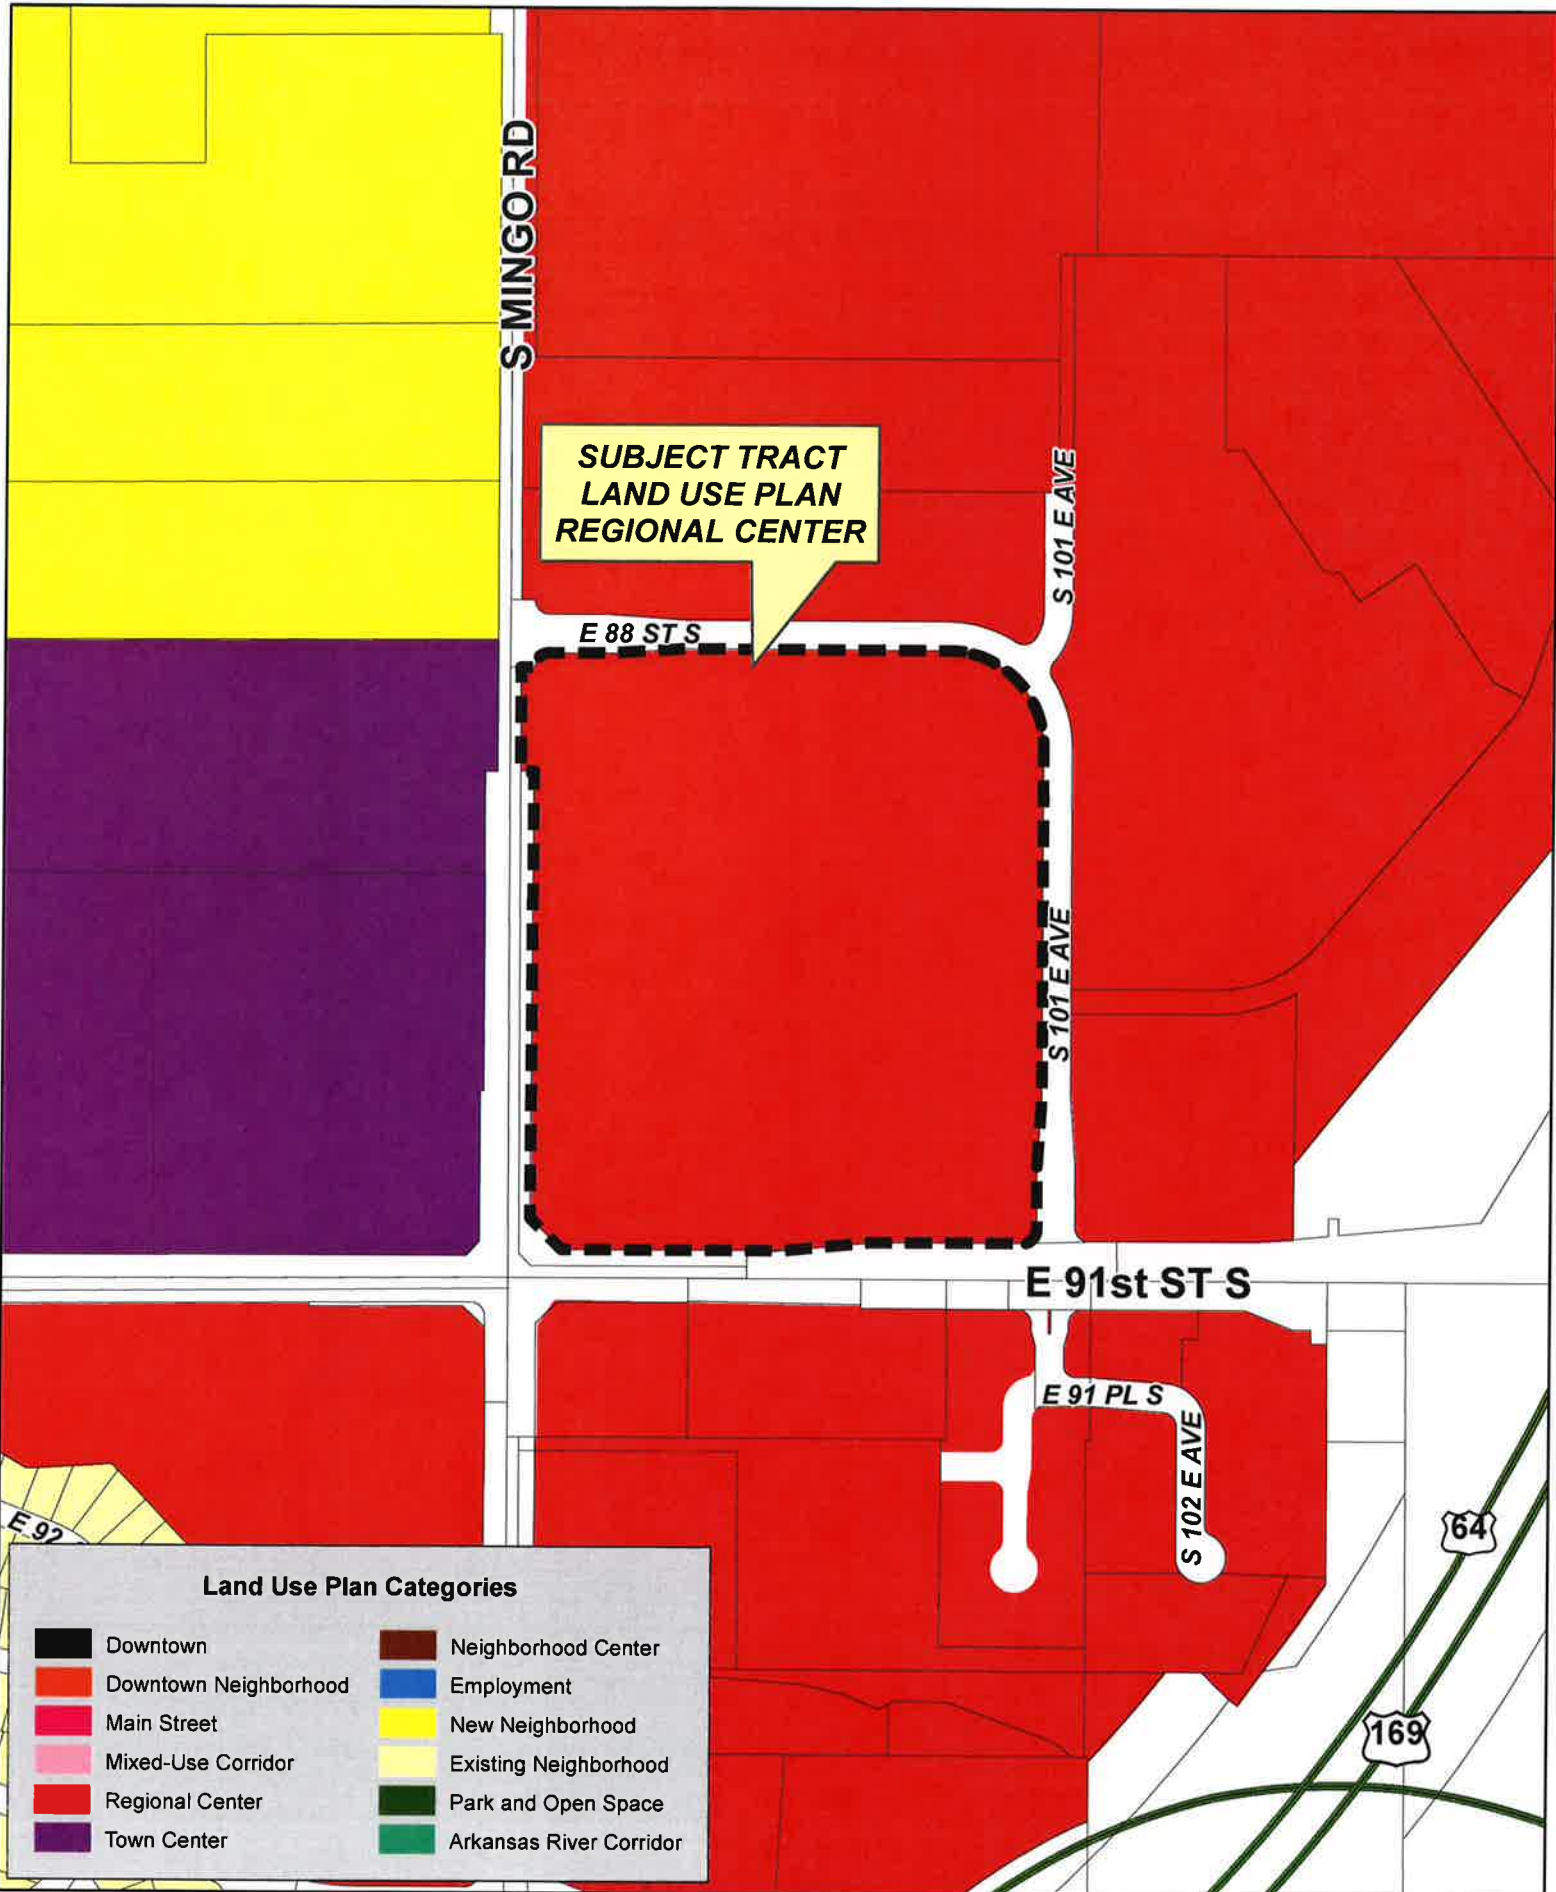 S MINGO RD
SUBJECT TRACT
LAND USE PLAN
REGIONAL CENTER
S 101 E AVE
E 88 ST S
S 101 E AVE
E 91st ST S
E 91 PL S
S 102 E AVE
E 92
64
169
Land Use Plan Categories
Downtown
Downtown Neighborhood
Main Street
Mixed-Use Corridor
Regional Center
Town Center
Neighborhood Center
Employment
New Neighborhood
Existing Neighborhood
Park and Open Space
Arkansas River Corridor